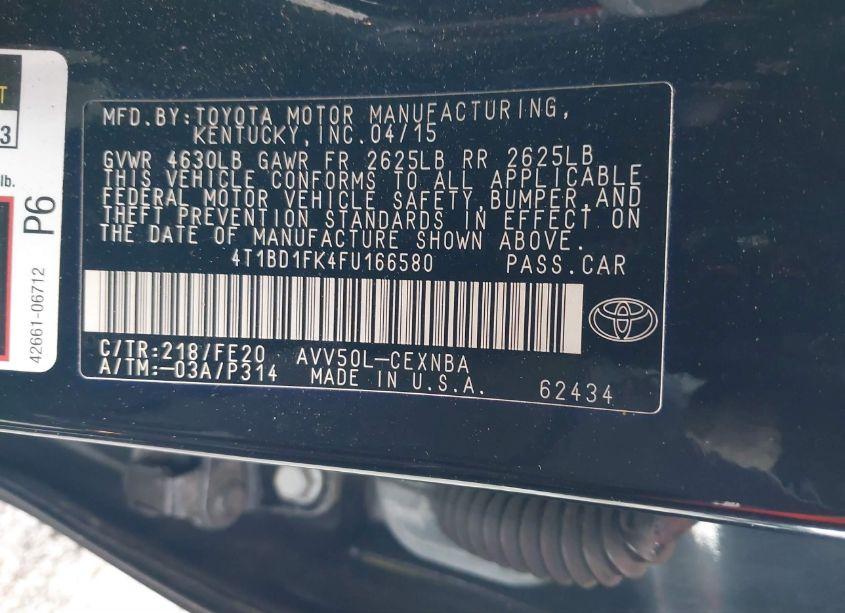 T
3
lb.
P6
42661-06712
MFD.BY:TOYOTA MOTOR MANUFACTURING,
KENTUCKY,INC.04/15
GVWR 4630LB GAWR FR 2625LB RR 2625LB
THIS VEHICLE CONFORMS TO ALL APPLICABLE
FEDERAL MOTOR VEHICLE SAFETY,BUMPER,AND
THEFT PREVENTION STANDARDS IN EFFECT ON
THE DATE OF MANUFACTURE SHOWN ABOVE.
4T1BD1FK4FU166580 PASS.CAR
C/TR:218/FE20 AVV50L-CEXNBA
A/TM:-03A/P314 MADE IN U.S.A. 62434